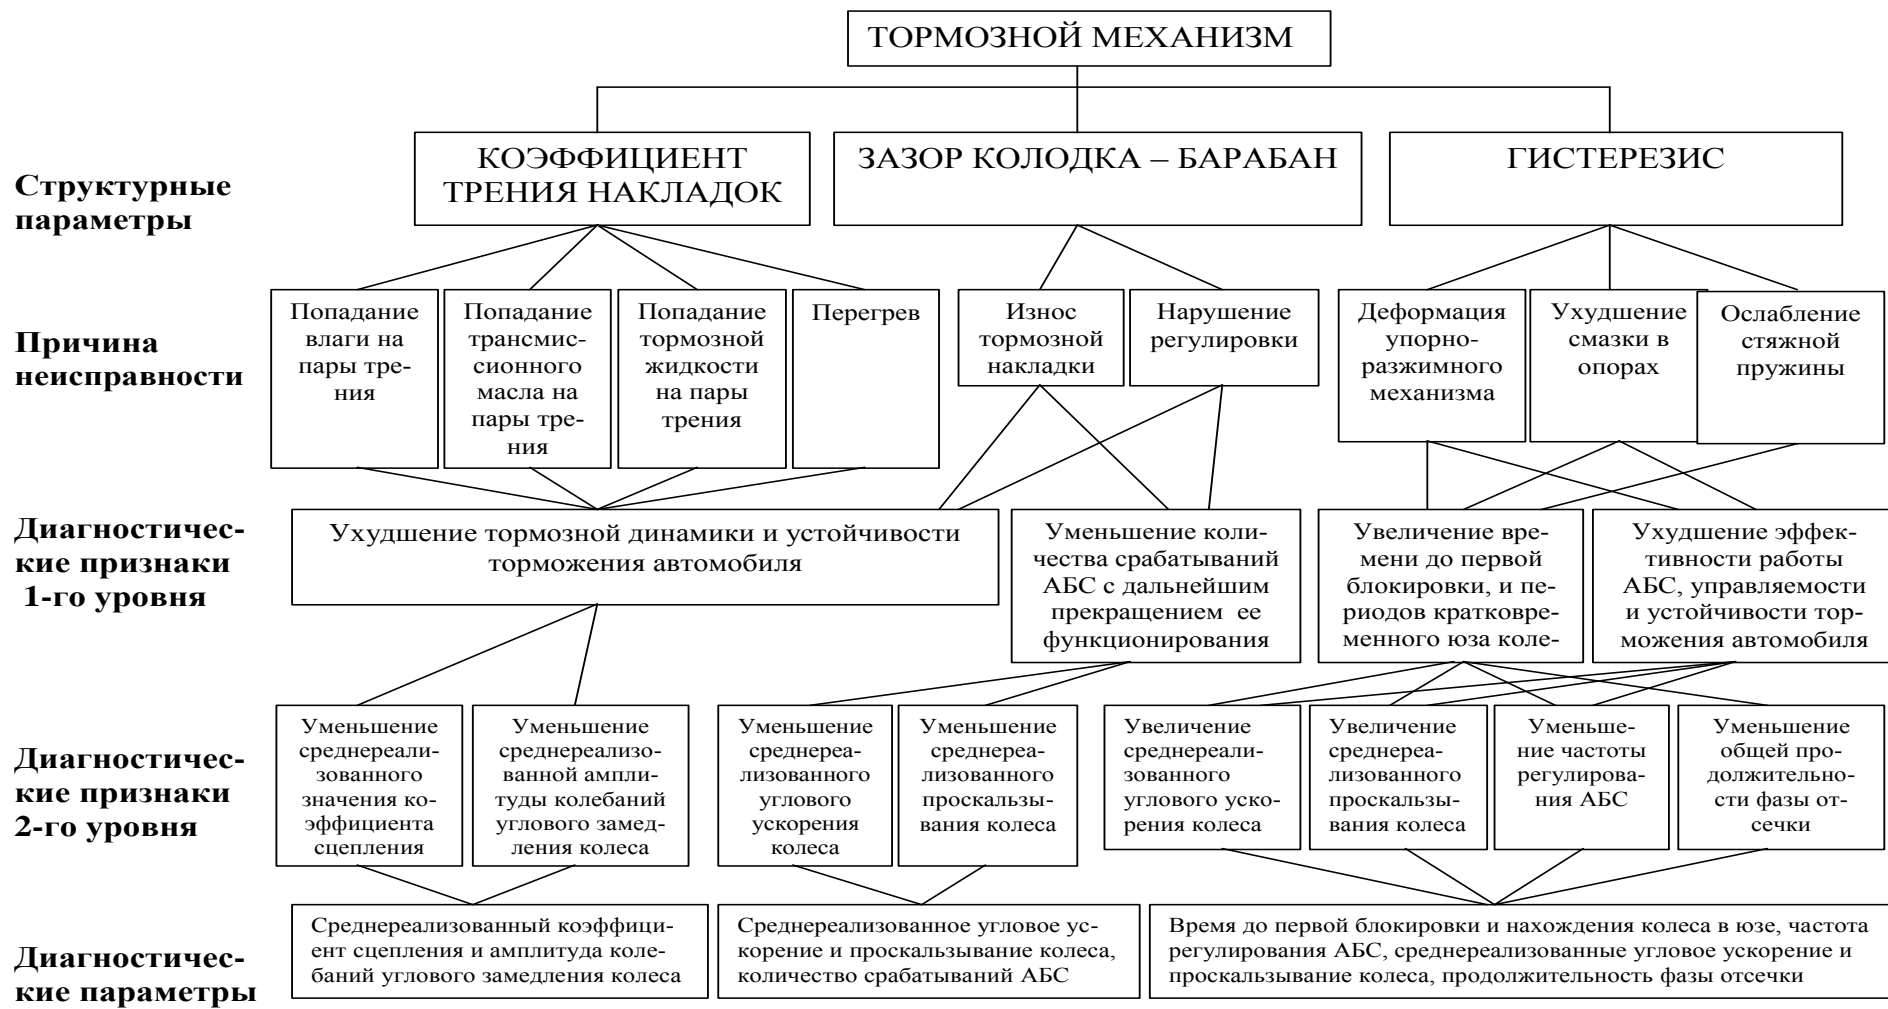 ТОРМОЗНОЙ МЕХАНИЗМ
Структурные
параметры
КОЭФФИЦИЕНТ
ТРЕНИЯ НАКЛАДОК
ЗАЗОР КОЛОДКА – БАРАБАН
ГИСТЕРЕЗИС
Причина
неисправности
Попадание
влаги на
пары тре-
ния
Попадание
трансмис-
сионного
масла на
пары тре-
ния
Попадание
тормозной
жидкости
на пары
трения
Перегрев
Износ
тормозной
накладки
Нарушение
регулировки
Деформация
упорно-
разжимного
механизма
Ухудшение
смазки в
опорах
Ослабление
стяжной
пружины
Диагностичес-
кие признаки
1-го уровня
Ухудшение тормозной динамики и устойчивости
торможения автомобиля
Уменьшение коли-
чества срабатываний
АБС с дальнейшим
прекращением ее
функционирования
Увеличение вре-
мени до первой
блокировки, и пе-
риодов кратковре-
менного юза коле-
Ухудшение эффек-
тивности работы
АБС, управляемости
и устойчивости тор-
можения автомобиля
Диагностичес-
кие признаки
2-го уровня
Уменьшение
среднереали-
зованного
значения ко-
эффициента
сцепления
Уменьшение
среднереализо-
ванной ампли-
туды колебаний
углового замед-
ления колеса
Уменьшение
среднереа-
лизованного
углового
ускорения
колеса
Уменьшение
среднереа-
лизованного
проскальзы-
вания колеса
Увеличение
среднереали-
зованного
углового уско-
рения колеса
Увеличение
среднереа-
лизованного
проскальзы-
вания колеса
Уменьше-
ние частоты
регулирова-
ния АБС
Уменьшение
общей про-
должительно-
сти фазы от-
сечки
Диагностичес-
кие параметры
Среднереализованный коэффици-
ент сцепления и амплитуда коле-
баний углового замедления колеса
Среднереализованное угловое ус-
корение и проскальзывание колеса,
количество срабатываний АБС
Время до первой блокировки и нахождения колеса в юзе, частота
регулирования АБС, среднереализованные угловое ускорение и
проскальзывание колеса, продолжительность фазы отсечки